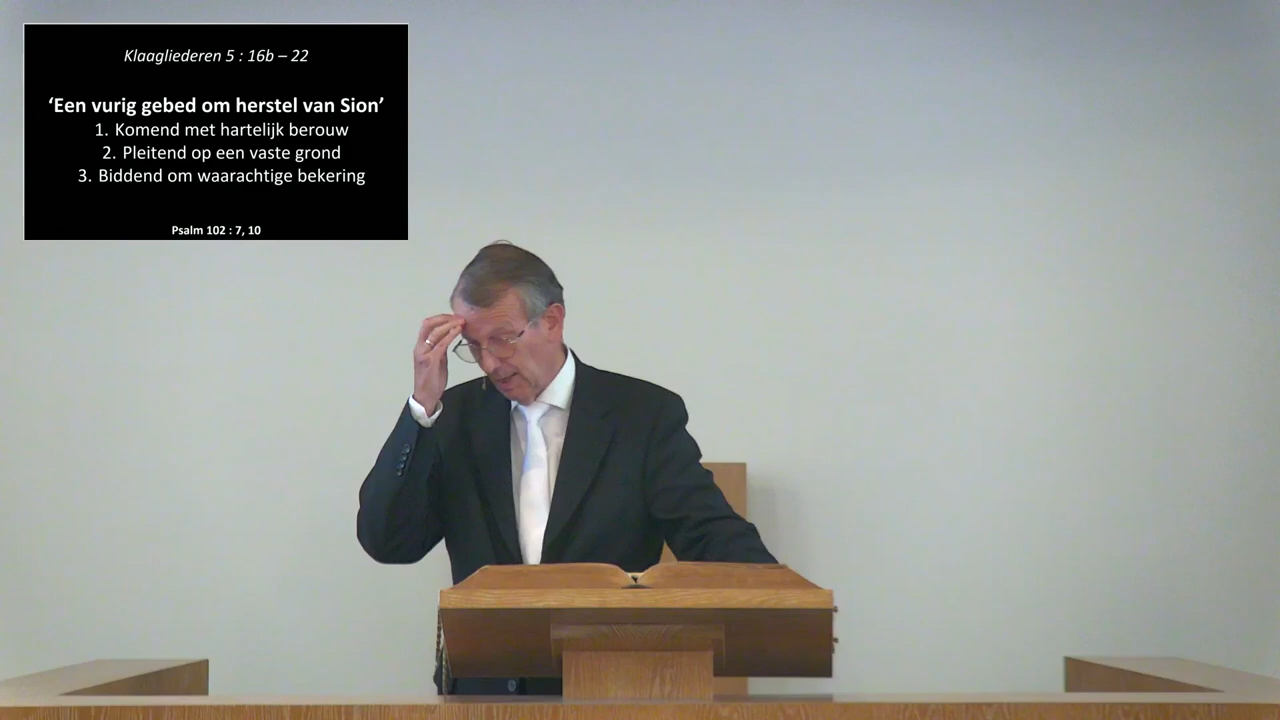 Klaagliederen 5 : 16b – 22
‘Een vurig gebed om herstel van Sion’
1. Komend met hartelijk berouw
2. Pleitend op een vaste grond
3. Biddend om waarachtige bekering
Psalm 102 : 7, 10